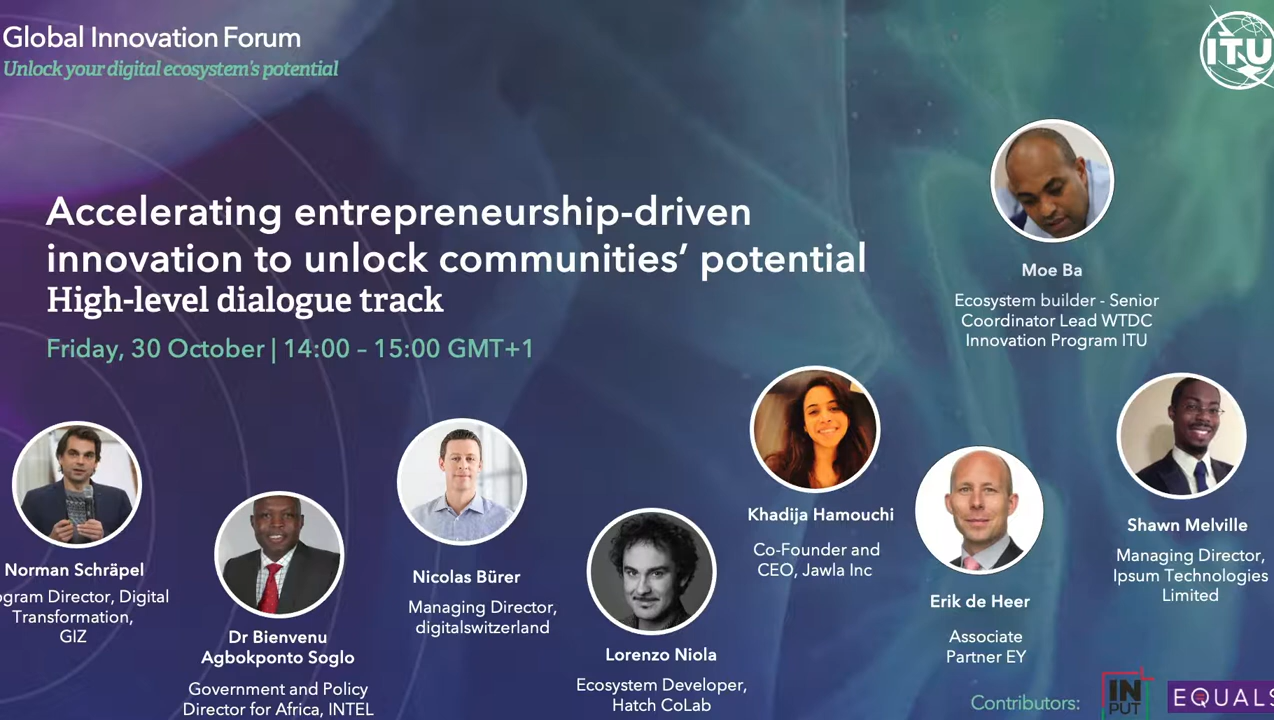 Global Innovation Forum
Unlock your digital ecosystem's potential
ITU
Accelerating entrepreneurship-driven
innovation to unlock communities' potential
High-level dialogue track
Friday, 30 October | 14:00 – 15:00 GMT+1
Moe Ba
Ecosystem builder - Senior
Coordinator Lead WTDC
Innovation Program ITU
Norman Schräpel
ogram Director, Digital
Transformation,
GIZ
Dr Bienvenu
Agbokponto Soglo
Government and Policy
Director for Africa, INTEL
Nicolas Bürer
Managing Director,
digitalswitzerland
Lorenzo Niola
Ecosystem Developer,
Hatch CoLab
Khadija Hamouchi
Co-Founder and
CEO, Jawla Inc
Erik de Heer
Associate
Partner EY
Shawn Melville
Managing Director,
Ipsum Technologies
Limited
Contributors:
IN
PUT
EQUALS